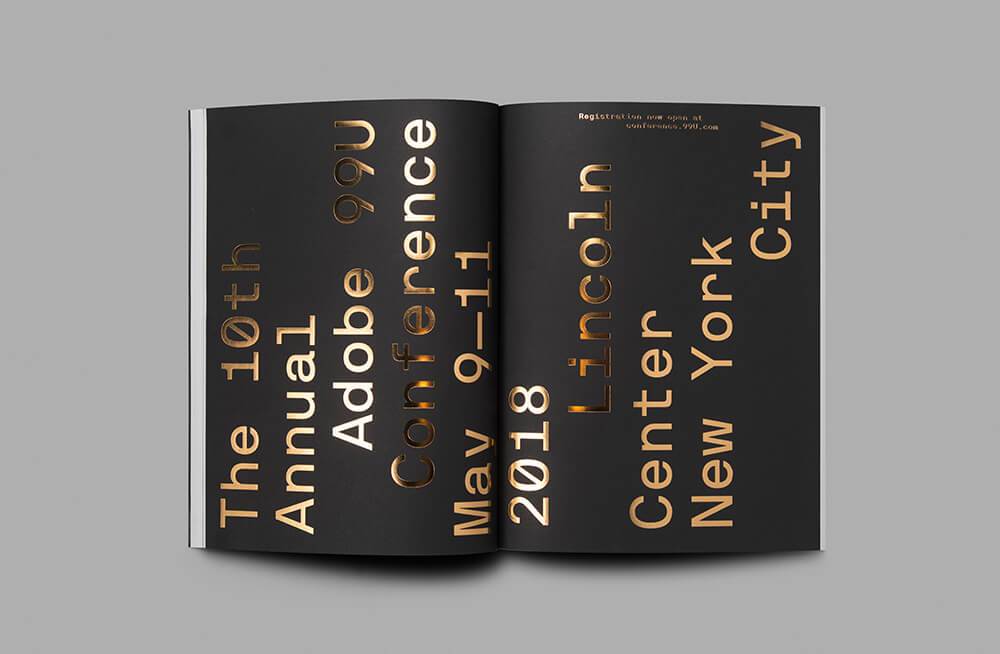 The 10th
Annual
Adobe 99U
Conference
May 9—11
2018
Lincoln
Center
New York
City
Registration now open at
conference.99U.com